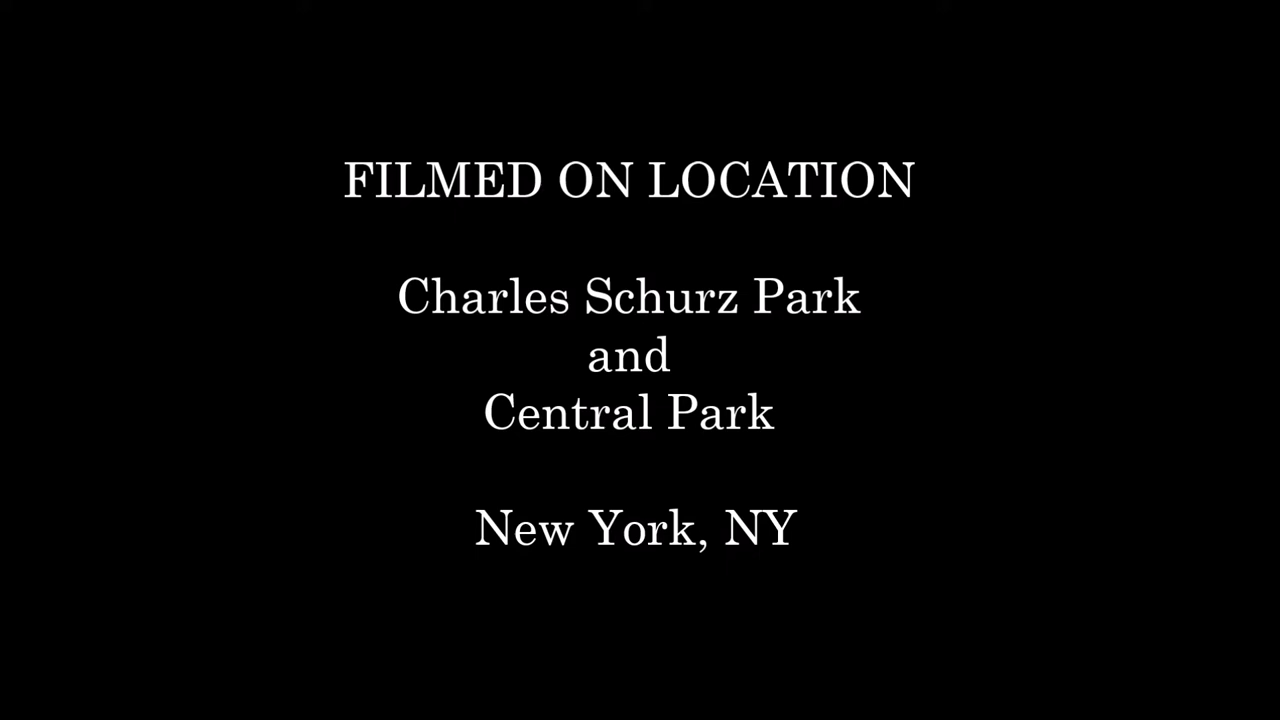 FILMED ON LOCATION
Charles Schurz Park
and
Central Park
New York, NY